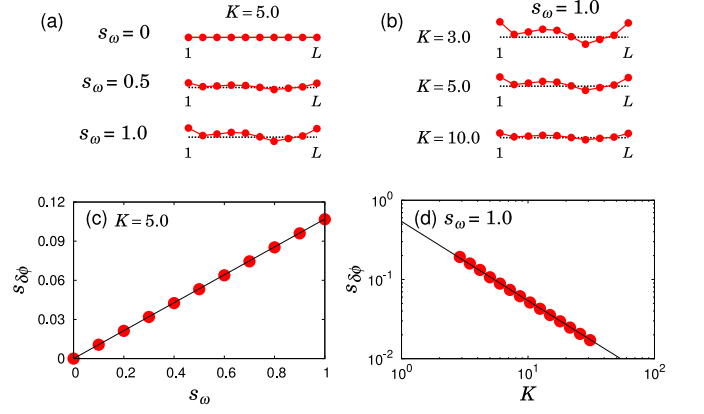 (a)
K = 5.0
s_ω = 0
1 L
s_ω = 0.5
1 L
s_ω = 1.0
1 L
(b)
s_ω = 1.0
K = 3.0
1 L
K = 5.0
1 L
K = 10.0
1 L
(c) K = 5.0
0.12
0.09
0.06
0.03
0
s_δϕ
0 0.2 0.4 0.6 0.8 1
s_ω
(d) s_ω = 1.0
10^0
10^-1
10^-2
s_δϕ
10^0 10^1 10^2
K